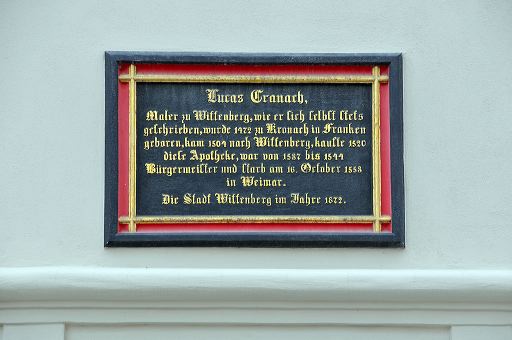 Lucas Cranach,
Maler zu Wittenberg, wie er sich selbst stets
geschrieben, wurde 1472 zu Kronach in Franken
geboren, kam 1504 nach Wittenberg, kaufte 1520
diese Apotheke, war von 1537 bis 1544
Bürgermeister und starb am 16. October 1553
in Weimar.
Die Stadt Wittenberg im Jahre 1872.